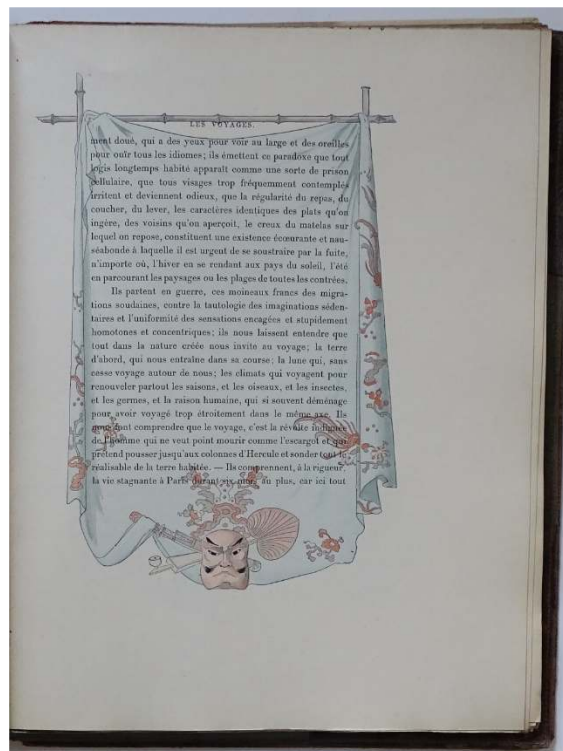 LES VOYAGES.
ment doué, qui a des yeux pour voir au large et des oreilles
pour ouïr tous les idiomes; ils émettent ce paradoxe que tout
logis longtemps habité apparaît comme une sorte de prison
cellulaire, que tous visages trop fréquemment contemplés
irritent et deviennent odieux, que la régularité du repas, du
coucher, du lever, les caractères identiques des plats qu'on
ingère, des voisins qu'on aperçoit, le creux du matelas sur
lequel on repose, constituent une existence écœurante et nau-
séabonde à laquelle il est urgent de se soustraire par la fuite,
n'importe où, l'hiver en se rendant aux pays du soleil, l'été
en parcourant les paysages ou les plages de toutes les contrées.
Ils partent en guerre, ces moineaux francs des migra-
tions soudaines, contre la tautologie des imaginations séden-
taires et l'uniformité des sensations encagées et stupidement
homotones et concentriques; ils nous laissent entendre que
tout dans la nature créée nous invite au voyage; la terre
d'abord, qui nous entraîne dans sa course; la lune qui, sans
cesse voyage autour de nous; les climats qui voyagent pour
renouveler partout les saisons, et les oiseaux, et les insectes,
et les germes, et la raison humaine, qui si souvent déménage
pour avoir voyagé trop étroitement dans le même axe. Ils
nous font comprendre que le voyage, c'est la révolte indignée
de l'homme qui ne veut point mourir comme l'escargot et qui
prétend pousser jusqu'aux colonnes d'Hercule et sonder tout le
réalisable de la terre habitée. — Ils comprennent, à la rigueur,
la vie stagnante à Paris durant six mois au plus, car ici tout